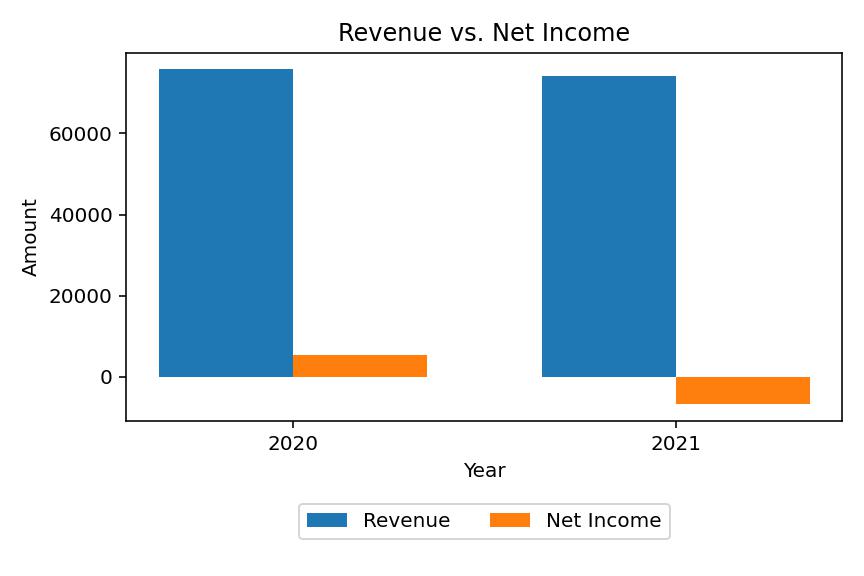 Revenue vs. Net Income
60000
40000
20000
0
Amount
2020 2021
Year
Revenue Net Income